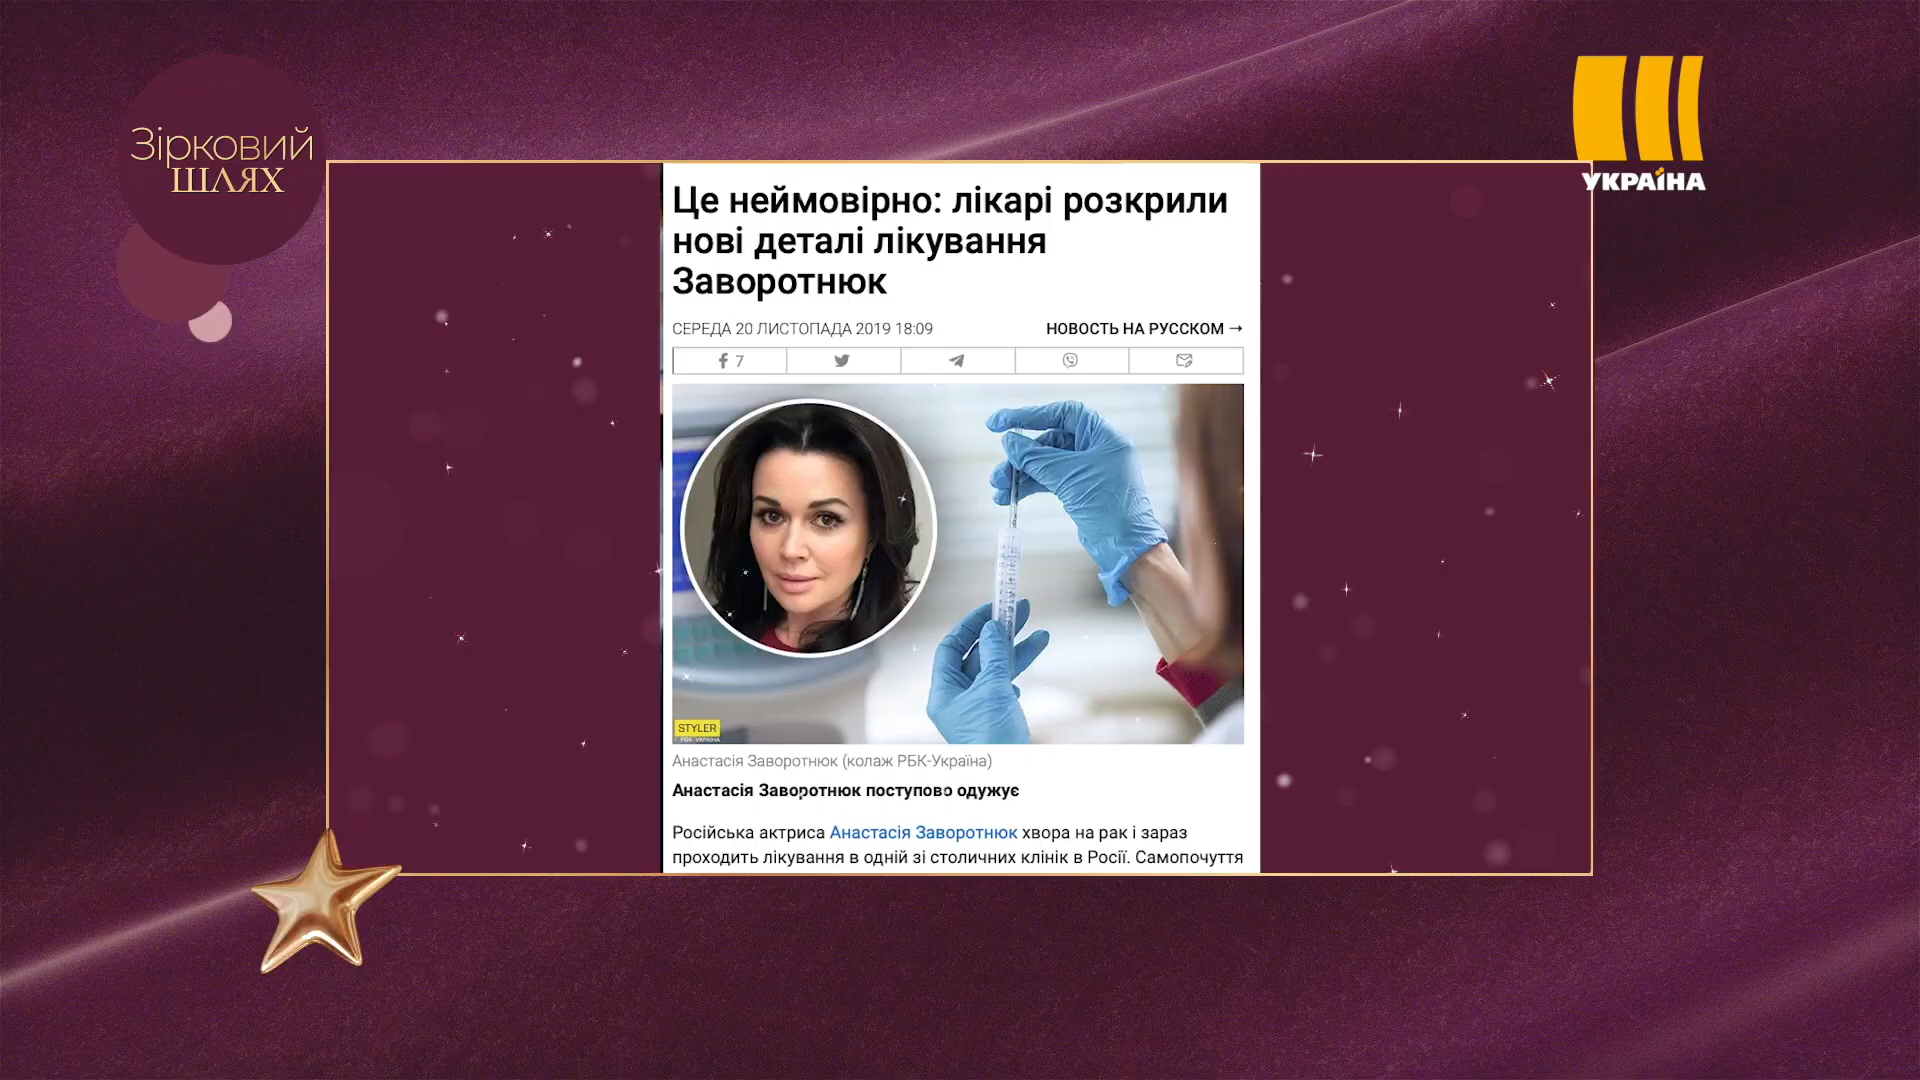 Зірковий
ШЛЯХ
УКРАЇНА
Це неймовірно: лікарі розкрили
нові деталі лікування
Заворотнюк
СЕРЕДА 20 ЛИСТОПАДА 2019 18:09
НОВОСТЬ НА РУССКОМ →
7
STYLER
РБК-УКРАЇНА
Анастасія Заворотнюк (колаж РБК-Україна)
Анастасія Заворотнюк поступово одужує
Російська актриса Анастасія Заворотнюк хвора на рак і зараз
проходить лікування в одній зі столичних клінік в Росії. Самопочуття